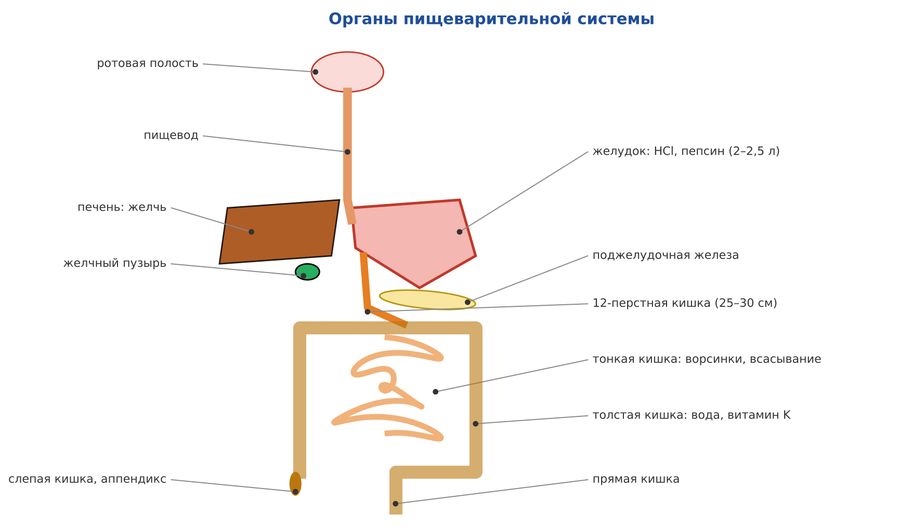 Органы пищеварительной системы
ротовая полость
пищевод
желудок: HCl, пепсин (2–2,5 л)
печень: желчь
желчный пузырь
поджелудочная железа
12-перстная кишка (25–30 см)
тонкая кишка: ворсинки, всасывание
толстая кишка: вода, витамин K
слепая кишка, аппендикс
прямая кишка